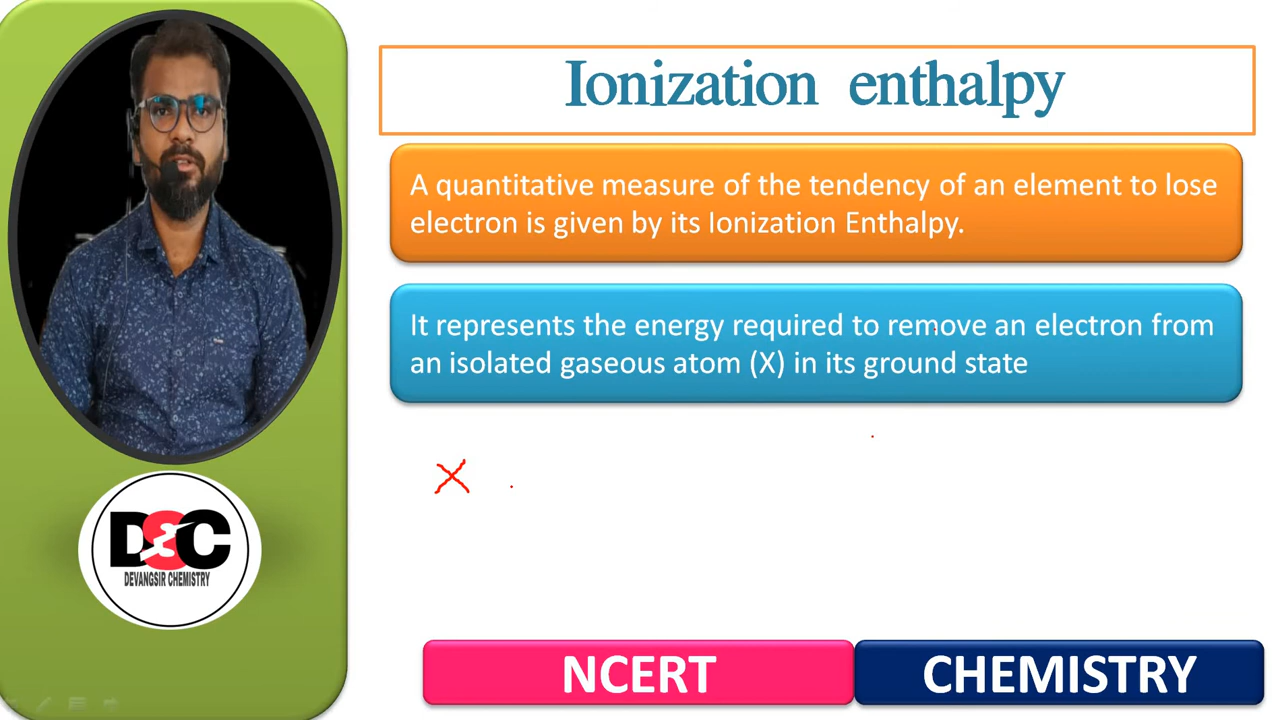 Ionization enthalpy
A quantitative measure of the tendency of an element to lose
electron is given by its Ionization Enthalpy.
It represents the energy required to remove an electron from
an isolated gaseous atom (X) in its ground state
X
DEC
DEVANGSIR CHEMISTRY
NCERT
CHEMISTRY